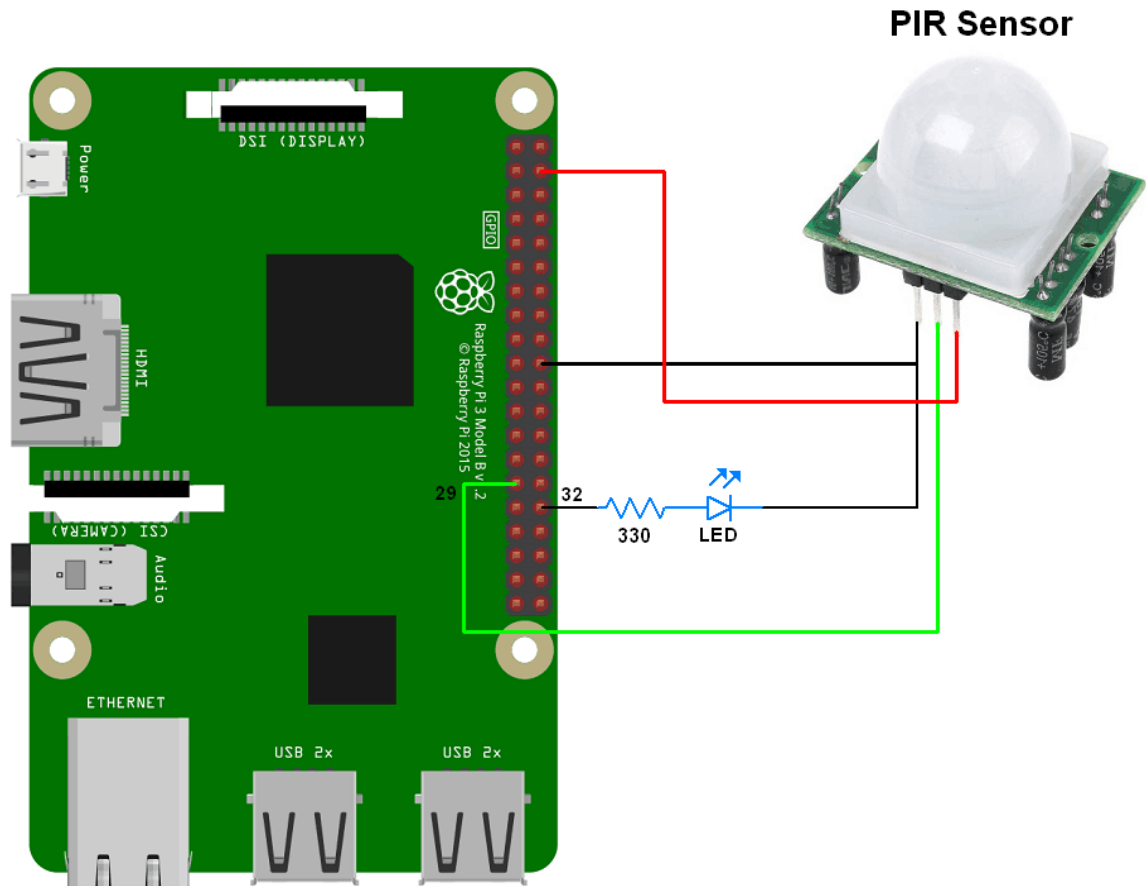 PIR Sensor
DSI (DISPLAY)
Power
GPIO
HDMI
Raspberry Pi 3 Model B v .2
© Raspberry Pi 2015
29
32
330
LED
CSI (CAMERA)
Audio
ETHERNET
USB 2x
USB 2x